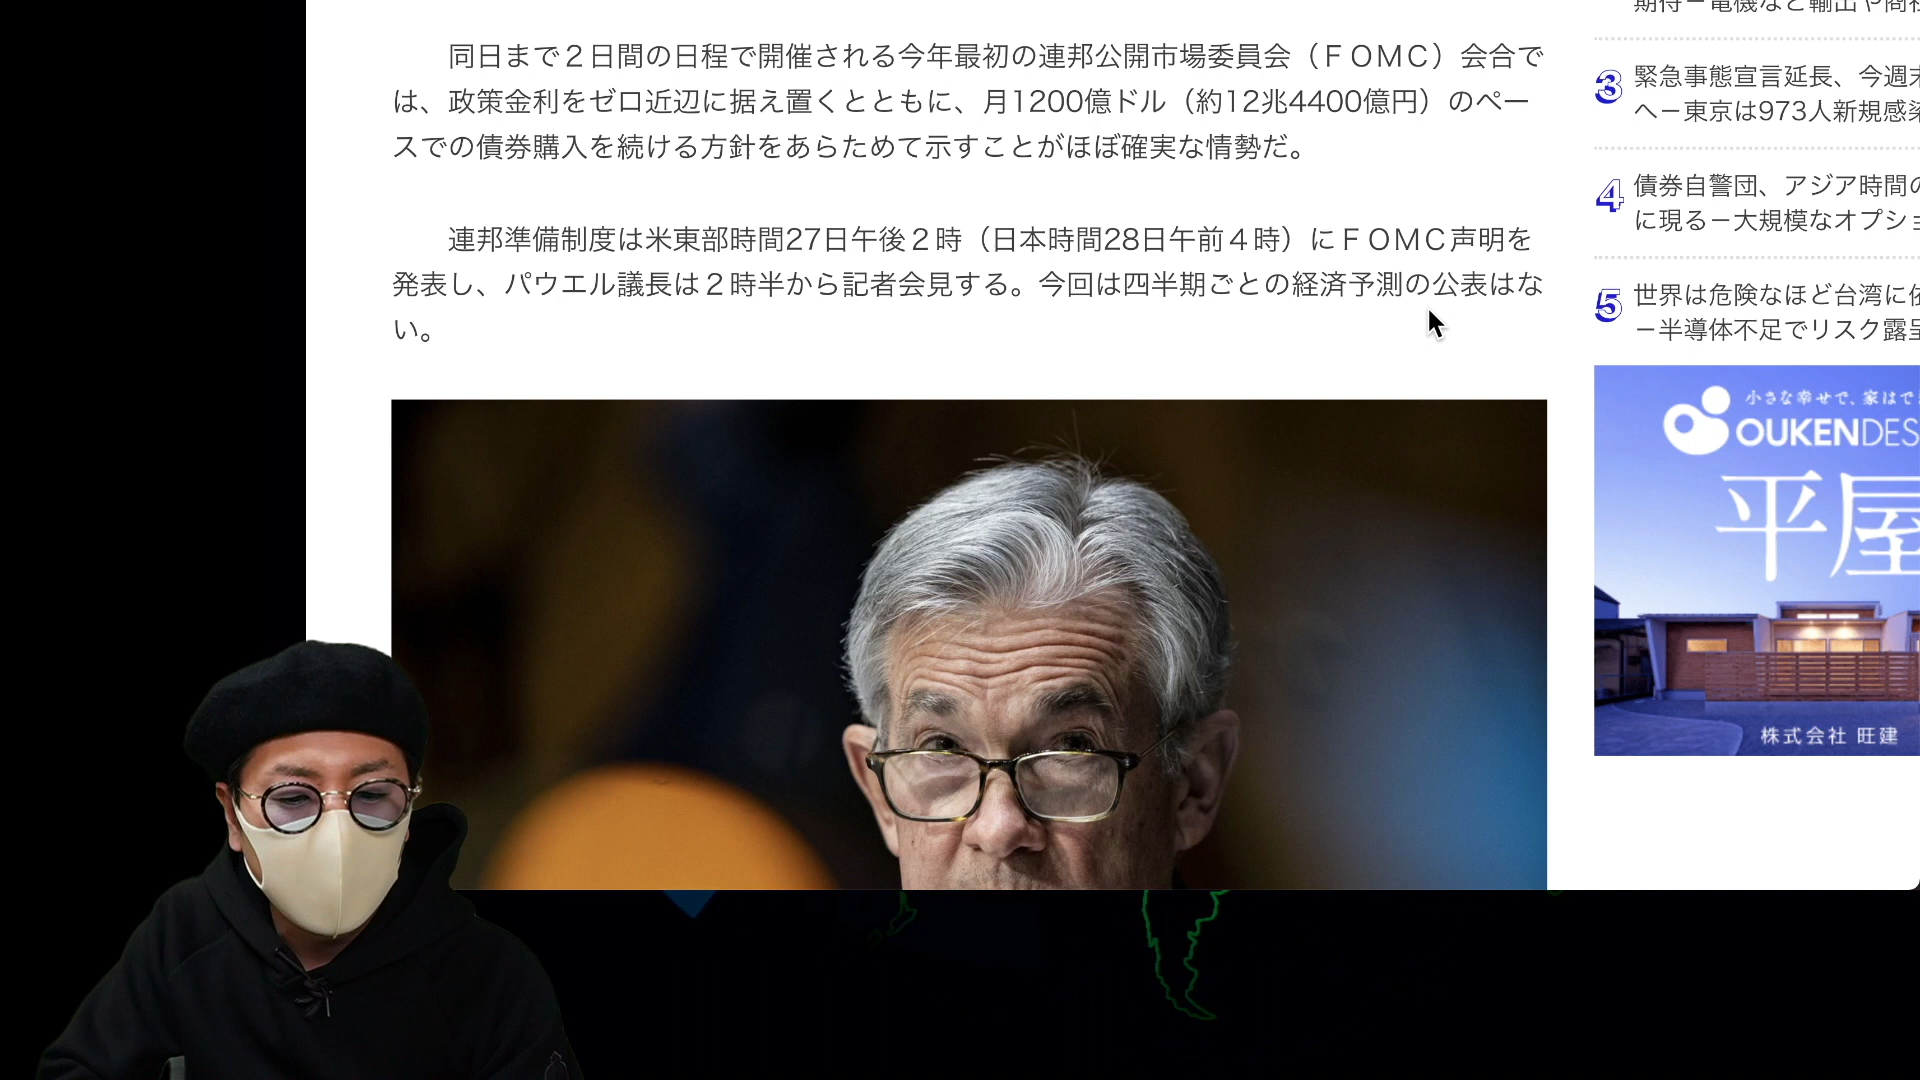 同日まで２日間の日程で開催される今年最初の連邦公開市場委員会（ＦＯＭＣ）会合で
は、政策金利をゼロ近辺に据え置くとともに、月1200億ドル（約12兆4400億円）のペー
スでの債券購入を続ける方針をあらためて示すことがほぼ確実な情勢だ。
連邦準備制度は米東部時間27日午後２時（日本時間28日午前４時）にＦＯＭＣ声明を
発表し、パウエル議長は２時半から記者会見する。今回は四半期ごとの経済予測の公表はな
い。
期待－電機など輸出や商社
3 緊急事態宣言延長、今週末
へ－東京は973人新規感染
4 債券自警団、アジア時間の
に現る－大規模なオプショ
5 世界は危険なほど台湾に依
－半導体不足でリスク露呈
小さな幸せで、家はで
OUKENDES
平屋
株式会社 旺建